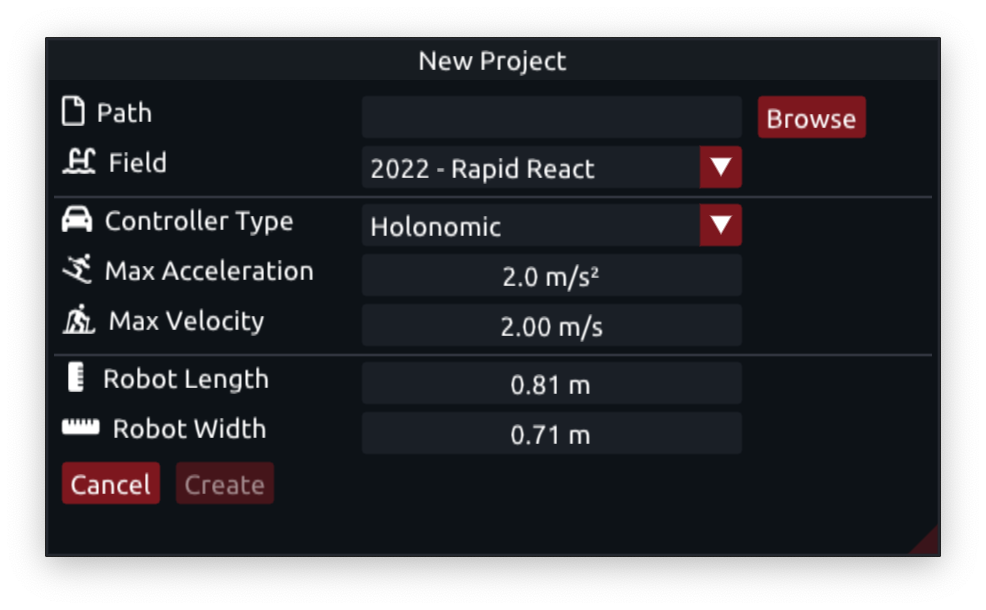 New Project
Path
Browse
Field
2022 - Rapid React
Controller Type
Holonomic
Max Acceleration
2.0 m/s²
Max Velocity
2.00 m/s
Robot Length
0.81 m
Robot Width
0.71 m
Cancel
Create